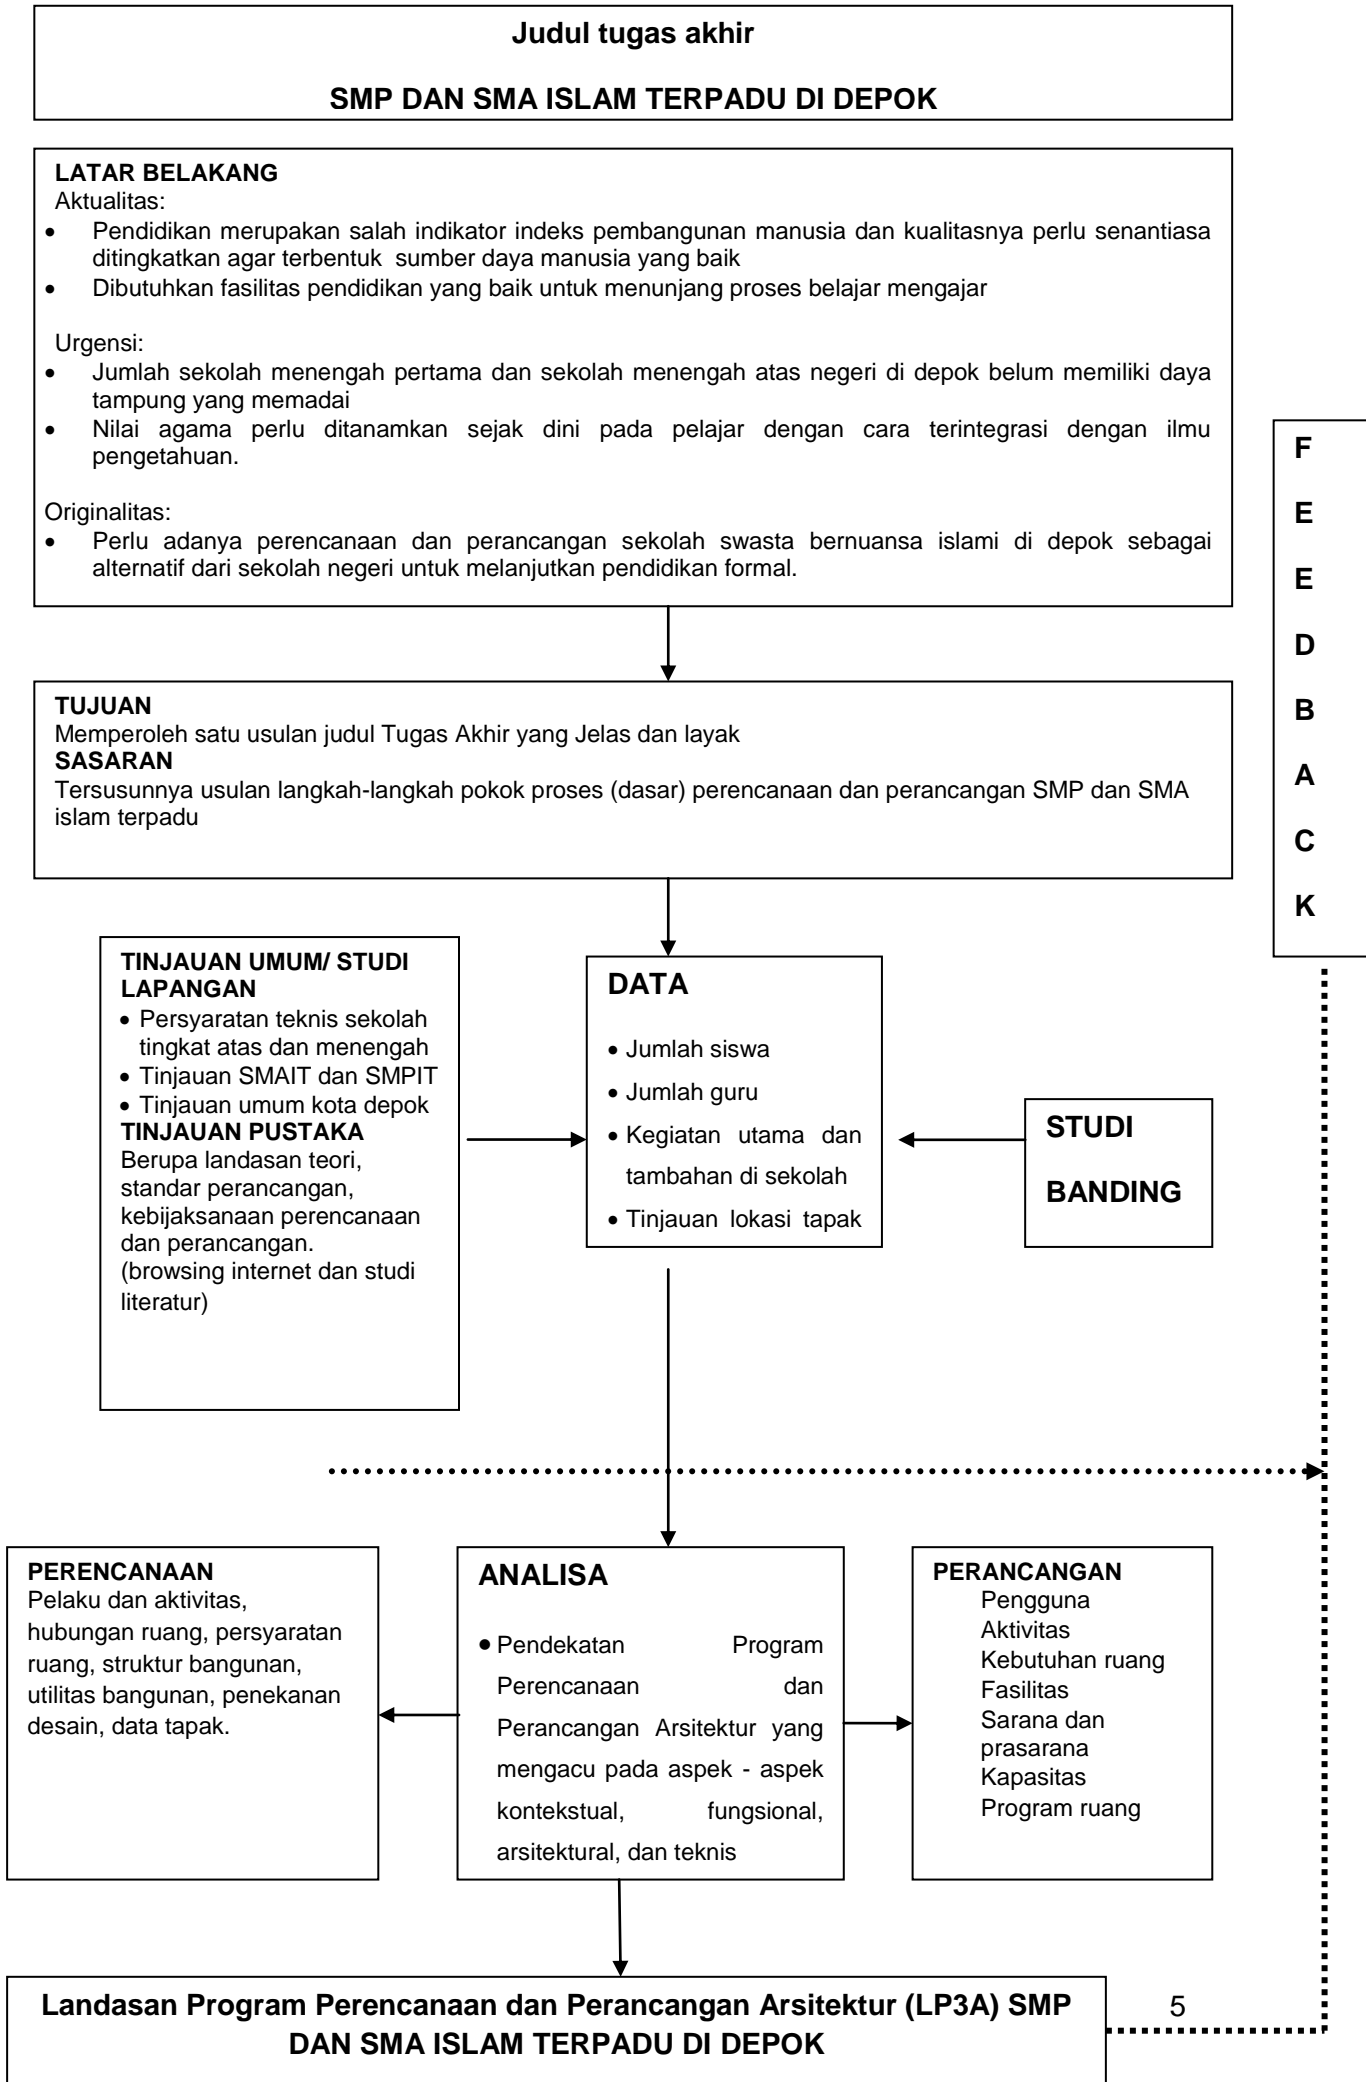 Judul tugas akhir
SMP DAN SMA ISLAM TERPADU DI DEPOK
LATAR BELAKANG
Aktualitas:
• Pendidikan merupakan salah indikator indeks pembangunan manusia dan kualitasnya perlu senantiasa
ditingkatkan agar terbentuk sumber daya manusia yang baik
• Dibutuhkan fasilitas pendidikan yang baik untuk menunjang proses belajar mengajar
Urgensi:
• Jumlah sekolah menengah pertama dan sekolah menengah atas negeri di depok belum memiliki daya
tampung yang memadai
• Nilai agama perlu ditanamkan sejak dini pada pelajar dengan cara terintegrasi dengan ilmu
pengetahuan.
Originalitas:
• Perlu adanya perencanaan dan perancangan sekolah swasta bernuansa islami di depok sebagai
alternatif dari sekolah negeri untuk melanjutkan pendidikan formal.
F
E
E
D
B
A
C
K
TUJUAN
Memperoleh satu usulan judul Tugas Akhir yang Jelas dan layak
SASARAN
Tersusunnya usulan langkah-langkah pokok proses (dasar) perencanaan dan perancangan SMP dan SMA
islam terpadu
TINJAUAN UMUM/ STUDI
LAPANGAN
• Persyaratan teknis sekolah
tingkat atas dan menengah
• Tinjauan SMAIT dan SMPIT
• Tinjauan umum kota depok
TINJAUAN PUSTAKA
Berupa landasan teori,
standar perancangan,
kebijaksanaan perencanaan
dan perancangan.
(browsing internet dan studi
literatur)
DATA
• Jumlah siswa
• Jumlah guru
• Kegiatan utama dan
tambahan di sekolah
• Tinjauan lokasi tapak
STUDI
BANDING
PERENCANAAN
Pelaku dan aktivitas,
hubungan ruang, persyaratan
ruang, struktur bangunan,
utilitas bangunan, penekanan
desain, data tapak.
ANALISA
• Pendekatan Program
Perencanaan dan
Perancangan Arsitektur yang
mengacu pada aspek - aspek
kontekstual, fungsional,
arsitektural, dan teknis
PERANCANGAN
Pengguna
Aktivitas
Kebutuhan ruang
Fasilitas
Sarana dan
prasarana
Kapasitas
Program ruang
Landasan Program Perencanaan dan Perancangan Arsitektur (LP3A) SMP
DAN SMA ISLAM TERPADU DI DEPOK
5